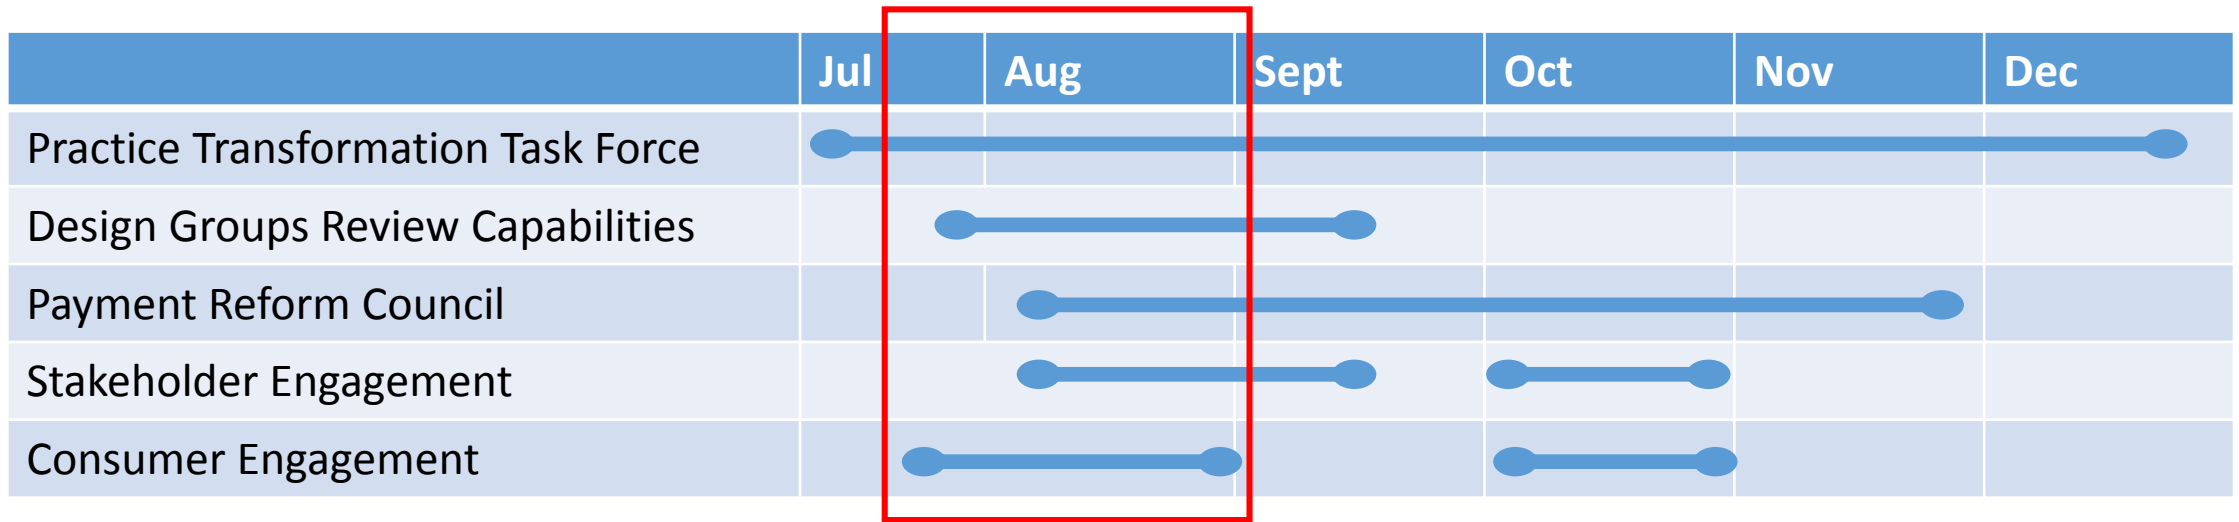 Jul Aug Sept Oct Nov Dec
Practice Transformation Task Force
Design Groups Review Capabilities
Payment Reform Council
Stakeholder Engagement
Consumer Engagement